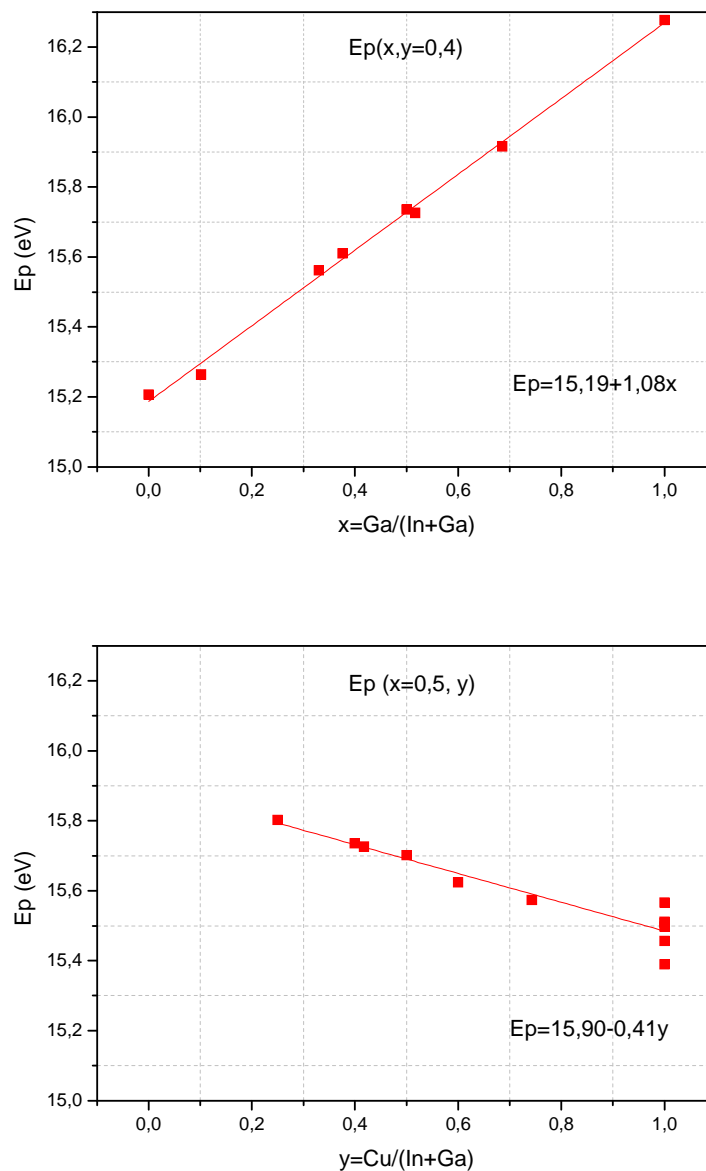 Ep(x,y=0,4)
16,2
16,0
15,8
15,6
15,4
15,2
15,0
Ep (eV)
Ep=15,19+1,08x
0,0 0,2 0,4 0,6 0,8 1,0
x=Ga/(In+Ga)
Ep (x=0,5, y)
16,2
16,0
15,8
15,6
15,4
15,2
15,0
Ep (eV)
Ep=15,90-0,41y
0,0 0,2 0,4 0,6 0,8 1,0
y=Cu/(In+Ga)